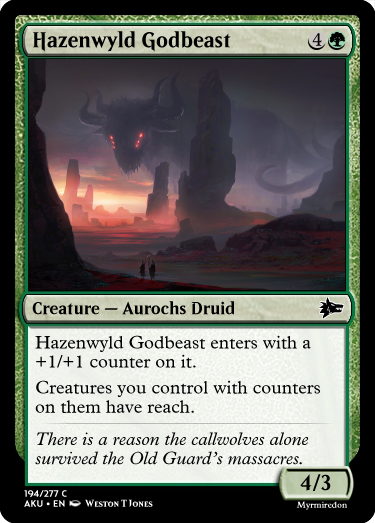 Hazenwyld Godbeast 4
Creature — Aurochs Druid
Hazenwyld Godbeast enters with a
+1/+1 counter on it.
Creatures you control with counters
on them have reach.
There is a reason the callwolves alone
survived the Old Guard's massacres.
4/3
194/277 C
AKU • EN Weston T Jones
Myrmiredon